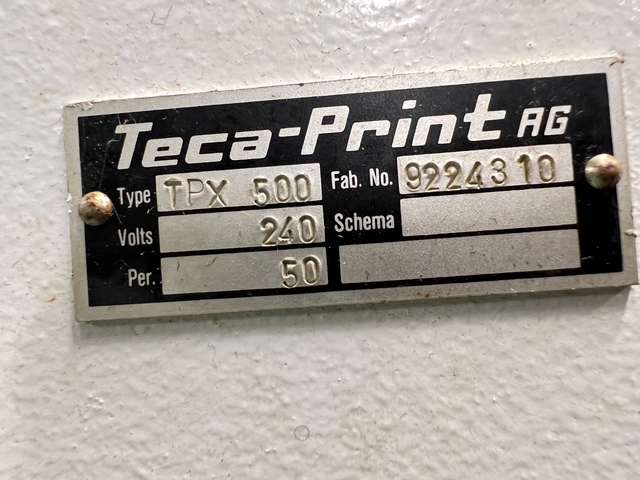 Teca-Print AG
Type TPX 500 Fab. No. 9224310
Volts 240 Schema
Per. 50